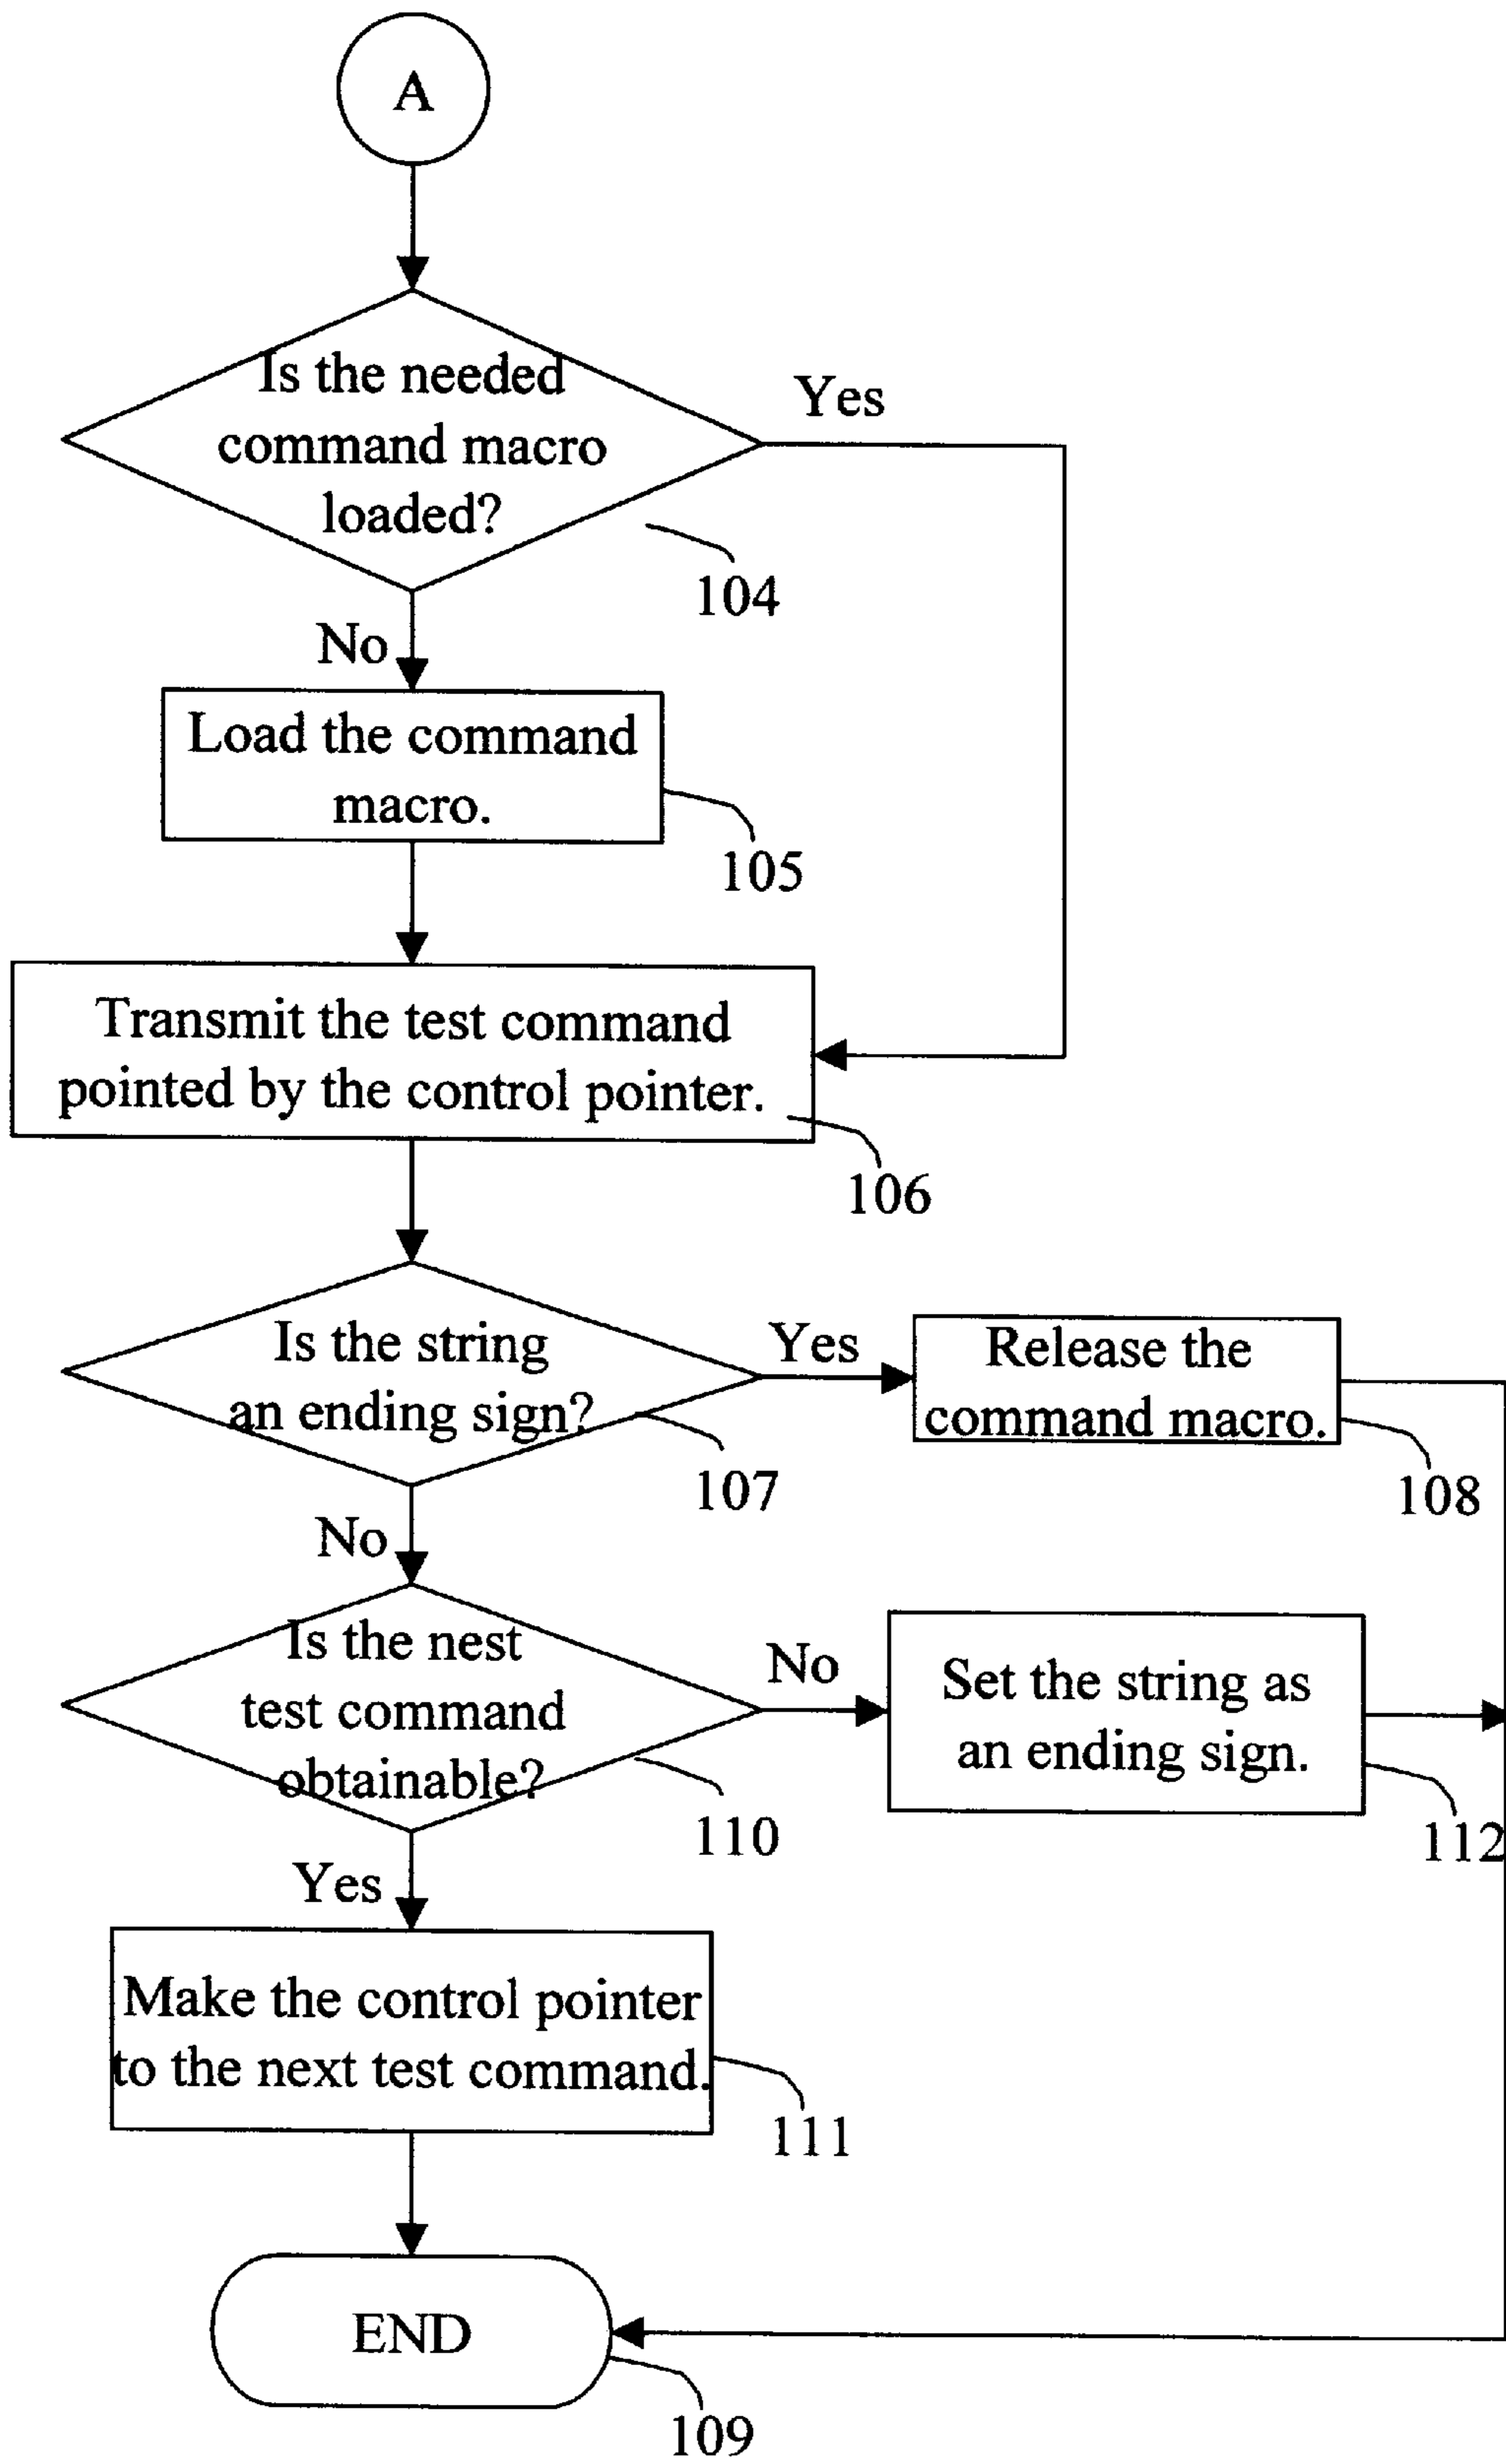 A
Is the needed
command macro
loaded?
Yes
104
No
Load the command
macro.
105
Transmit the test command
pointed by the control pointer.
106
Is the string
an ending sign?
Yes
107
Release the
command macro.
108
No
Is the nest
test command
obtainable?
No
110
Set the string as
an ending sign.
112
Yes
Make the control pointer
to the next test command.
111
END
109